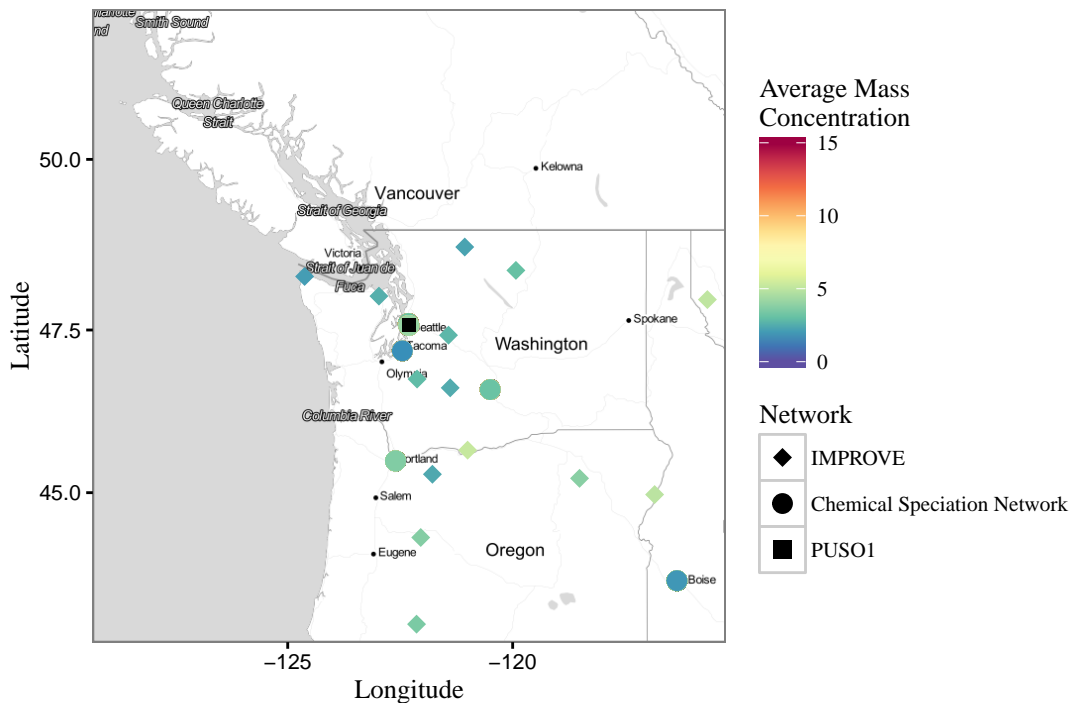 nd
Smith Sound
Queen Charlotte
Strait
50.0
Kelowna
Vancouver
Strait of Georgia
Victoria
Strait of Juan de
Fuca
47.5
Seattle
Spokane
Washington
Tacoma
Olympia
Columbia River
Portland
45.0
Salem
Eugene
Oregon
Boise
Latitude
−125
−120
Longitude
Average Mass
Concentration
15
10
5
0
Network
IMPROVE
Chemical Speciation Network
PUSO1